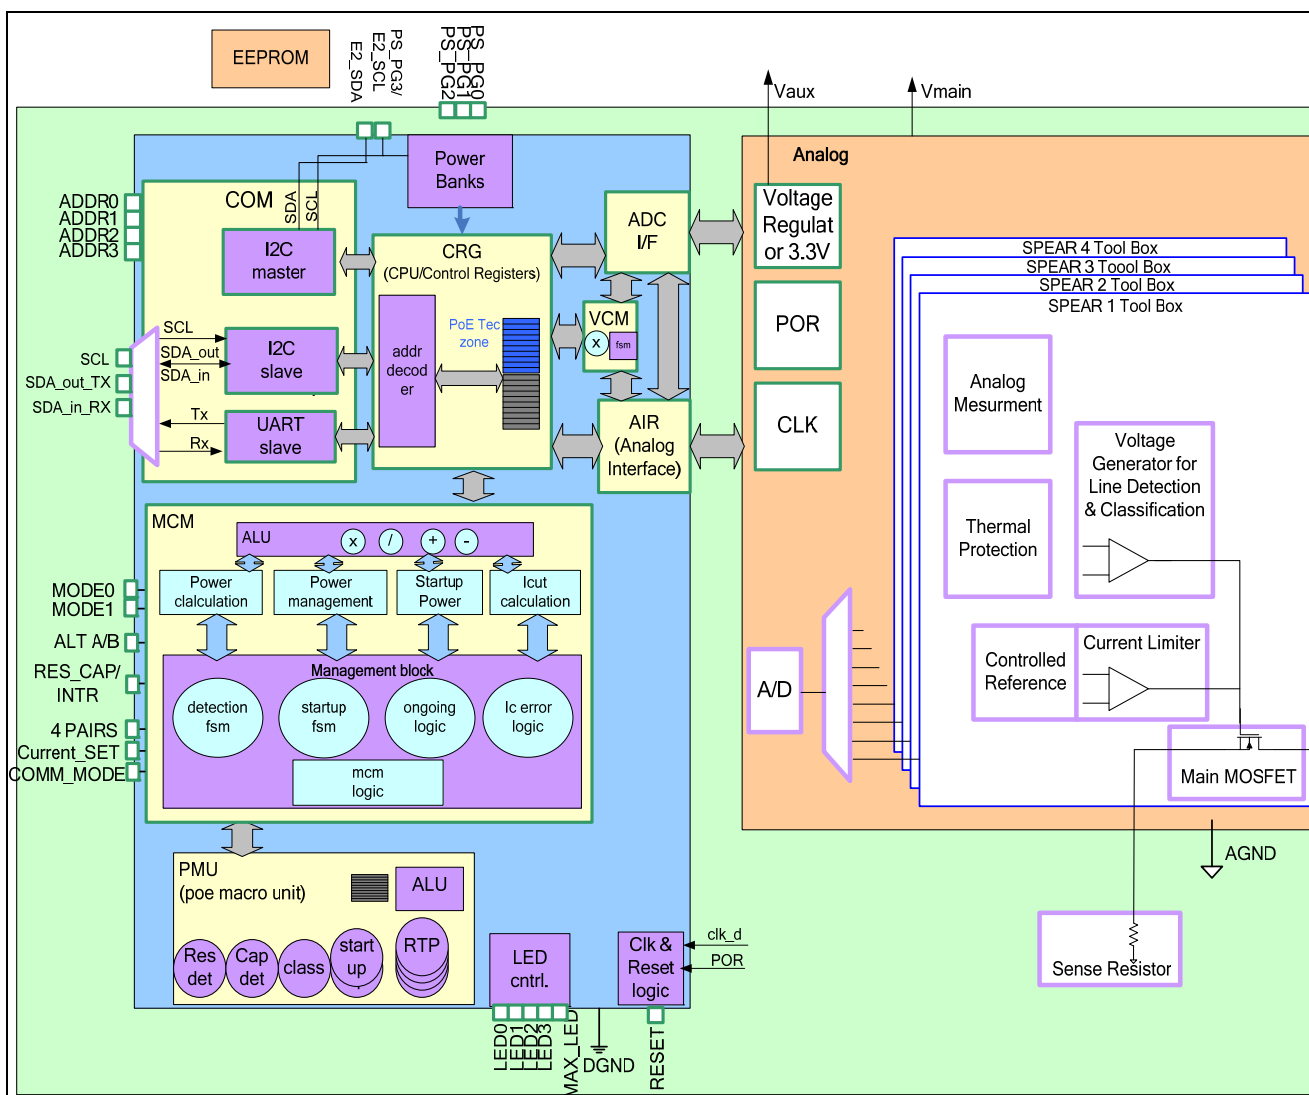 EEPROM
PS_PG3/
E2_SCL
E2_SDA
PS_PG0
PS_PG1
PS_PG2
Vaux
Vmain
Analog
Power
Banks
ADDR0
ADDR1
ADDR2
ADDR3
COM
SDA
SCL
I2C
master
CRG
(CPU/Control Registers)
ADC
I/F
Voltage
Regulat
or 3.3V
SPEAR 4 Tool Box
SPEAR 3 Toool Box
SPEAR 2 Tool Box
SPEAR 1 Tool Box
SCL
SDA_out_TX
SDA_in_RX
SCL
SDA_out
SDA_in
Tx
Rx
I2C
slave
UART
slave
addr
decod
er
PoE Tec
zone
VCM
x
fsm
AIR
(Analog
Interface)
POR
CLK
Analog
Mesurment
Thermal
Protection
Voltage
Generator for
Line Detection
& Classification
Controlled
Reference
Current Limiter
Main MOSFET
A/D
MCM
ALU
x
/
+
-
Power
clalculation
Power
management
Startup
Power
Icut
calculation
Management block
detection
fsm
startup
fsm
ongoing
logic
Ic error
logic
mcm
logic
MODE0
MODE1
ALT A/B
RES_CAP/
INTR
4 PAIRS
Current_SET
COMM_MODE
PMU
(poe macro unit)
ALU
Res
det
Cap
det
class
start
up
RTP
LED
cntrl.
Clk &
Reset
logic
clk_d
POR
LED0
LED1
LED2
LED3
MAX_LED
DGND
RESET
AGND
Sense Resistor